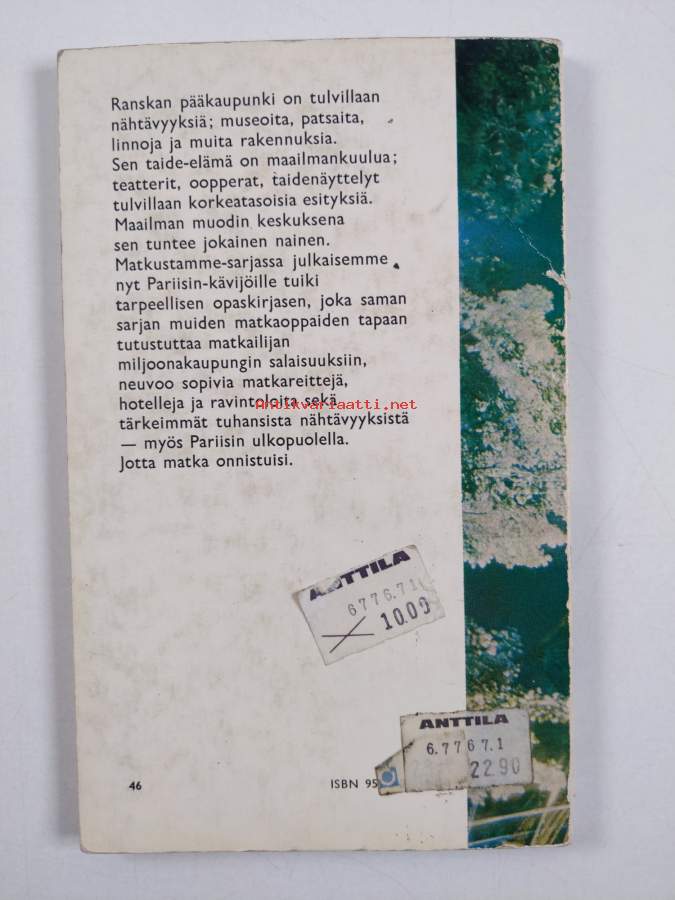 Ranskan pääkaupunki on tulvillaan
nähtävyyksiä; museoita, patsaita,
linnoja ja muita rakennuksia.
Sen taide-elämä on maailmankuulua;
teatterit, oopperat, taidenäyttelyt
tulvillaan korkeatasoisia esityksiä.
Maailman muodin keskuksena
sen tuntee jokainen nainen.
Matkustamme-sarjassa julkaisemme
nyt Pariisin-kävijöille tuiki
tarpeellisen opaskirjasen, joka saman
sarjan muiden matkaoppaiden tapaan
tutustuttaa matkailijan
miljoonakaupungin salaisuuksiin,
neuvoo sopivia matkareittejä,
hotelleja ja ravintoloita sekä
Antikvariaatti.net
tärkeimmät tuhansista nähtävyyksistä
— myös Pariisin ulkopuolella.
Jotta matka onnistuisi.
ANTTILA
6776.71
10.00
ANTTILA
6.7767.1
2290
46
ISBN 95